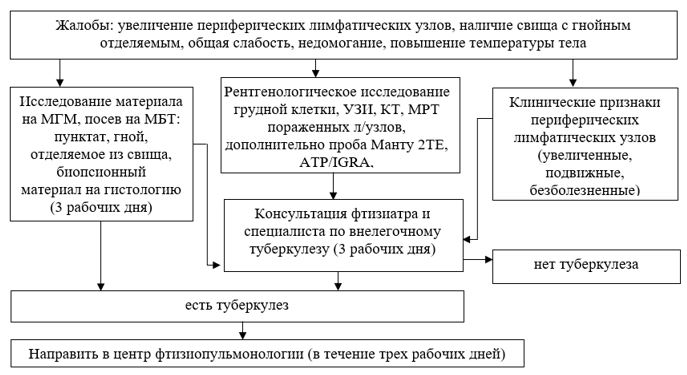 Жалобы: увеличение периферических лимфатических узлов, наличие свища с гнойным
отделяемым, общая слабость, недомогание, повышение температуры тела
Исследование материала
на МГМ, посев на МБТ:
пунктат, гной,
отделяемое из свища,
биопсионный
материал на гистологию
(3 рабочих дня)
Рентгенологическое исследование
грудной клетки, УЗИ, КТ, МРТ
пораженных л/узлов,
дополнительно проба Манту 2ТЕ,
АТР/IGRA,
Клинические признаки
периферических
лимфатических узлов
(увеличенные,
подвижные,
безболезненные)
Консультация фтизиатра и
специалиста по внелегочному
туберкулезу (3 рабочих дня)
нет туберкулеза
есть туберкулез
Направить в центр фтизиопульмонологии (в течение трех рабочих дней)